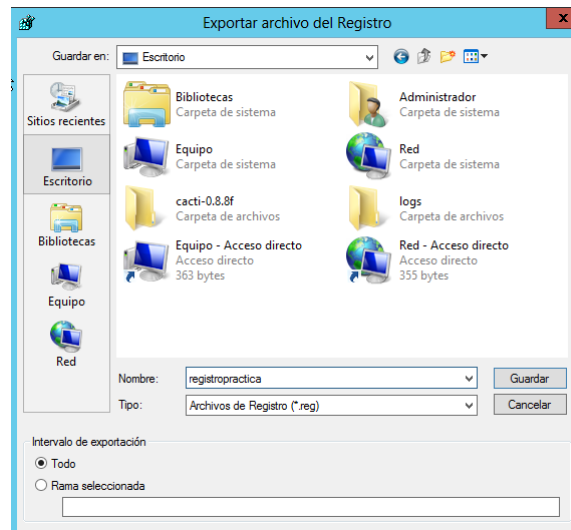 Exportar archivo del Registro
x
Guardar en:
Escritorio
Sitios recientes
Escritorio
Bibliotecas
Equipo
Red
Bibliotecas
Carpeta de sistema
Administrador
Carpeta de sistema
Equipo
Carpeta de sistema
Red
Carpeta de sistema
cacti-0.8.8f
Carpeta de archivos
logs
Carpeta de archivos
Equipo - Acceso directo
Acceso directo
363 bytes
Red - Acceso directo
Acceso directo
355 bytes
Nombre:
registropractica
Guardar
Tipo:
Archivos de Registro (*.reg)
Cancelar
Intervalo de exportación
Todo
Rama seleccionada